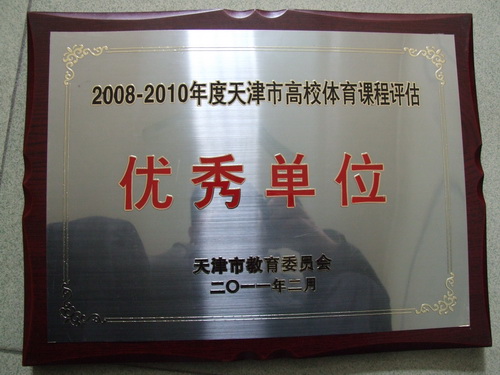 2008-2010年度天津市高校体育课程评估
优秀单位
天津市教育委员会
二〇一一年二月